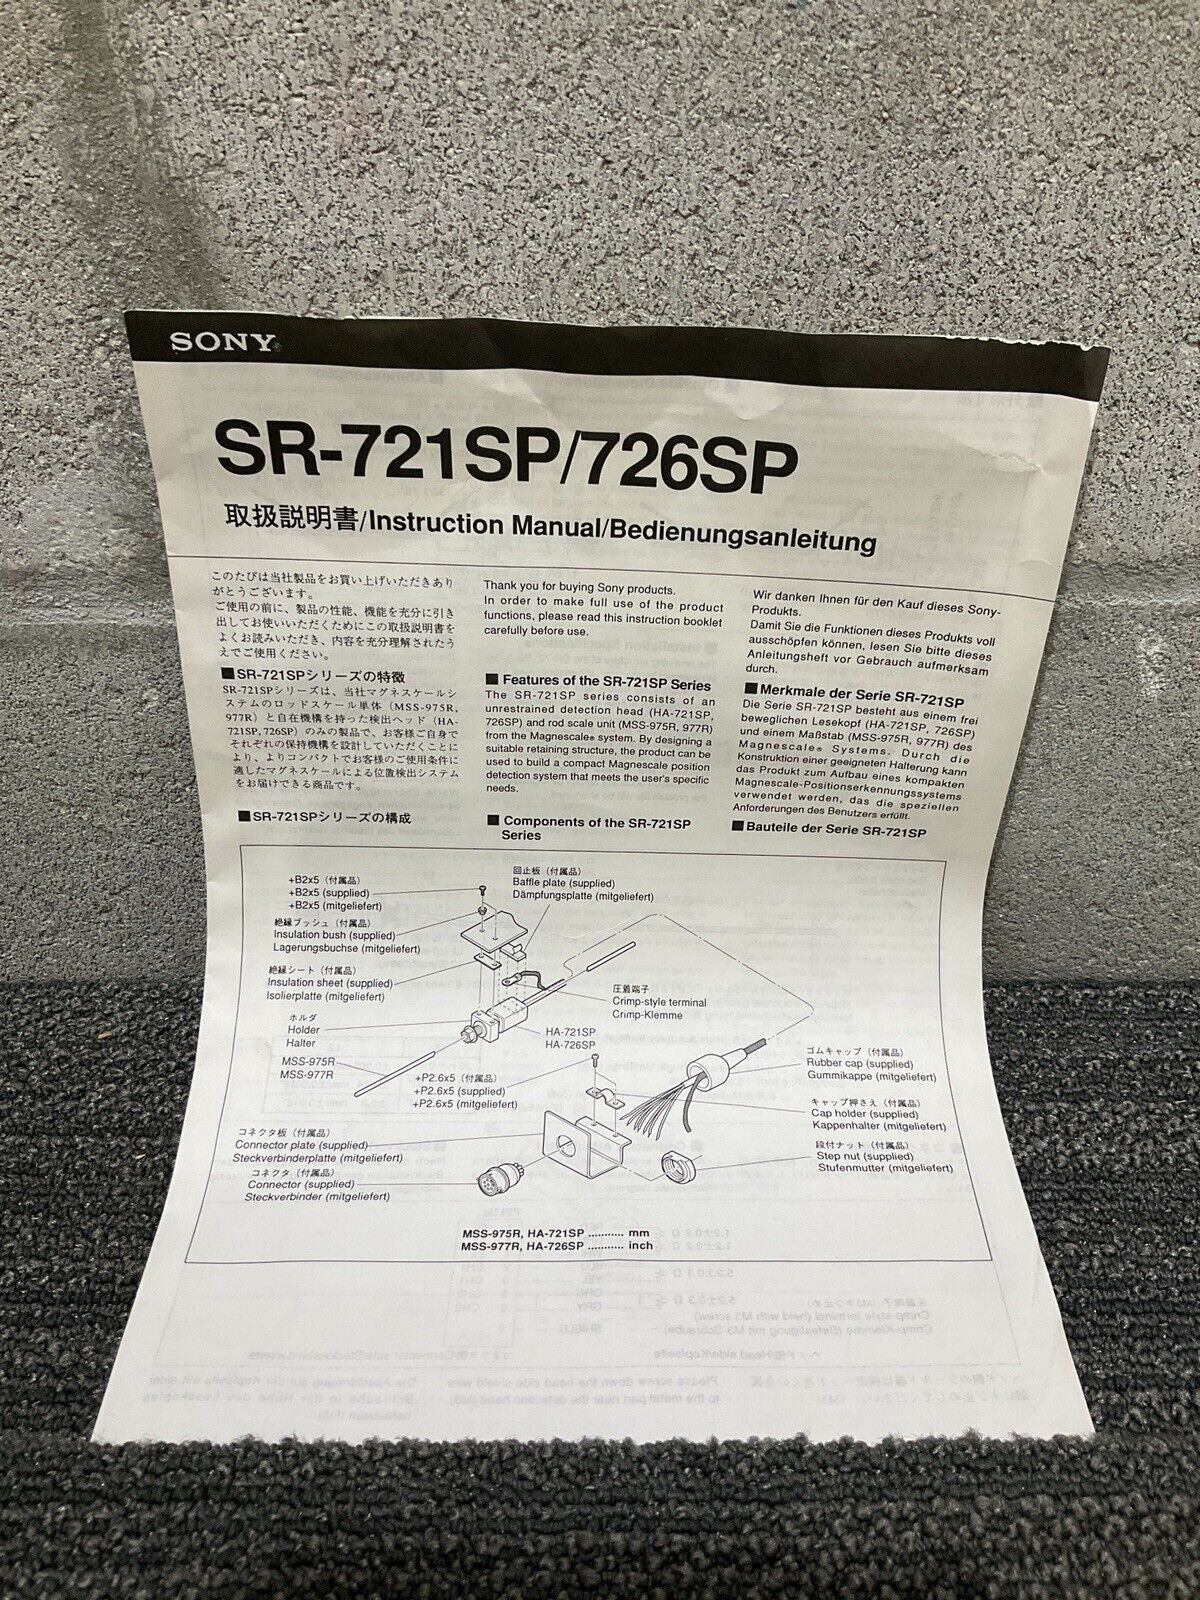 SONY®
SR-721SP/726SP
取扱説明書/Instruction Manual/Bedienungsanleitung
このたびは当社製品をお買い上げいただきあり
がとうございます。
ご使用の前に、製品の性能、機能を充分に引き
出してお使いいただくためにこの取扱説明書を
よくお読みいただき、内容を充分理解されたう
えでご使用ください。
■SR-721SPシリーズの特徴
SR-721SPシリーズは、当社マグネスケールシ
ステムのロッドスケール単体（MSS-975R,
977R）と自在機構を持った検出ヘッド（HA-
721SP, 726SP）のみの製品で、お客様ご自身で
それぞれの保持機構を設計していただくことに
より、よりコンパクトでお客様のご使用条件に
適したマグネスケールによる位置検出システム
をお届けできる商品です。
■SR-721SPシリーズの構成
Thank you for buying Sony products.
In order to make full use of the product
functions, please read this instruction booklet
carefully before use.
■ Features of the SR-721SP Series
The SR-721SP series consists of an
unrestrained detection head (HA-721SP,
726SP) and rod scale unit (MSS-975R, 977R)
from the Magnescale® system. By designing a
suitable retaining structure, the product can be
used to build a compact Magnescale position
detection system that meets the user's specific
needs.
■ Components of the SR-721SP
Series
Wir danken Ihnen für den Kauf dieses Sony-
Produkts.
Damit Sie die Funktionen dieses Produkts voll
ausschöpfen können, lesen Sie bitte dieses
Anleitungsheft vor Gebrauch aufmerksam
durch.
■Merkmale der Serie SR-721SP
Die Serie SR-721SP besteht aus einem frei
beweglichen Lesekopf (HA-721SP, 726SP)
und einem Maßstab (MSS-975R, 977R) des
Magnescale® Systems. Durch die
Konstruktion einer geeigneten Halterung kann
das Produkt zum Aufbau eines kompakten
Magnescale-Positionserkennungssystems
verwendet werden, das die speziellen
Anforderungen des Benutzers erfüllt.
■Bauteile der Serie SR-721SP
+B2x5（付属品）
+B2x5 (supplied)
+B2x5 (mitgeliefert)
回止板（付属品）
Baffle plate (supplied)
Dämpfungsplatte (mitgeliefert)
絶縁ブッシュ（付属品）
Insulation bush (supplied)
Lagerungsbuchse (mitgeliefert)
絶縁シート（付属品）
Insulation sheet (supplied)
Isolierplatte (mitgeliefert)
圧着端子
Crimp-style terminal
Crimp-Klemme
ホルダ
Holder
Halter
HA-721SP
HA-726SP
MSS-975R
MSS-977R
+P2.6x5（付属品）
+P2.6x5 (supplied)
+P2.6x5 (mitgeliefert)
ゴムキャップ（付属品）
Rubber cap (supplied)
Gummikappe (mitgeliefert)
キャップ押さえ（付属品）
Cap holder (supplied)
Kappenhalter (mitgeliefert)
コネクタ板（付属品）
Connector plate (supplied)
Steckverbinderplatte (mitgeliefert)
段付ナット（付属品）
Step nut (supplied)
Stufenmutter (mitgeliefert)
コネクタ（付属品）
Connector (supplied)
Steckverbinder (mitgeliefert)
MSS-975R, HA-721SP ........... mm
MSS-977R, HA-726SP ........... inch